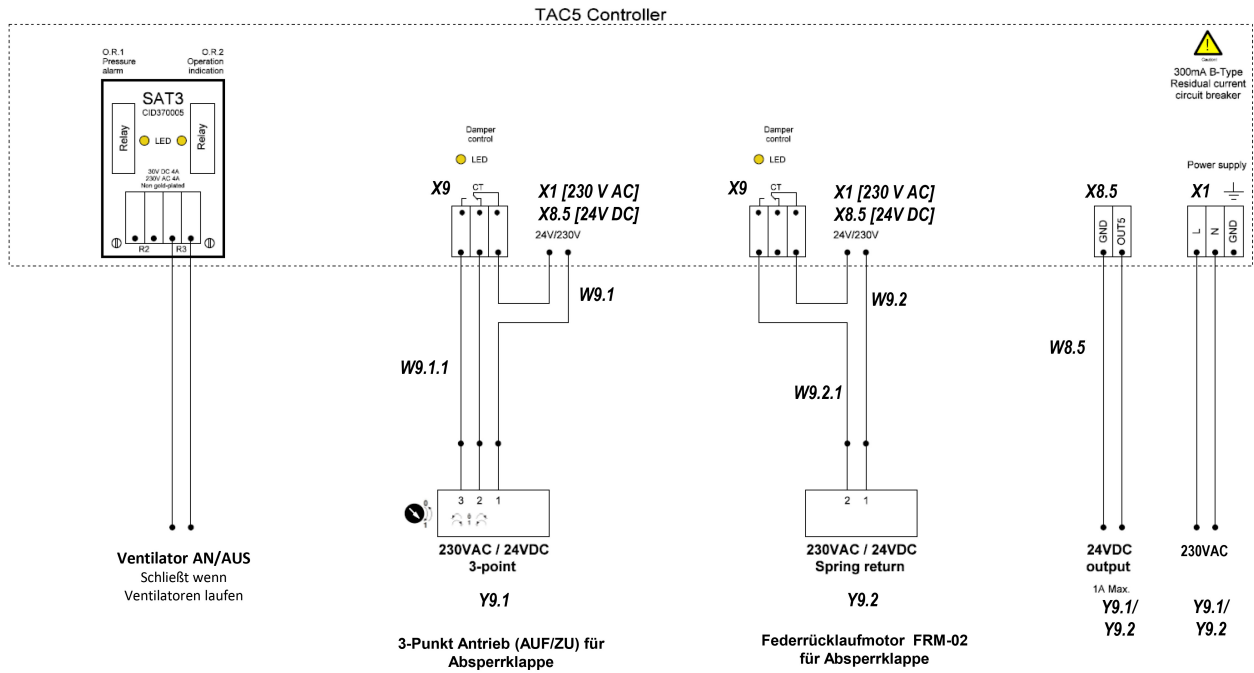 TAC5 Controller
O.R.1
Pressure
alarm
O.R.2
Operation
indication
SAT3
CID370005
Relay
LED
Relay
30V DC 4A
230V AC 4A
Non gold-plated
R2
R3
Ventilator AN/AUS
Schließt wenn
Ventilatoren laufen
Damper
control
LED
X9
CT
X1 [230 V AC]
X8.5 [24V DC]
24V/230V
W9.1
W9.1.1
3 2 1
0
1
0
1
230VAC / 24VDC
3-point
Y9.1
3-Punkt Antrieb (AUF/ZU) für
Absperrklappe
Damper
control
LED
X9
CT
X1 [230 V AC]
X8.5 [24V DC]
24V/230V
W9.2
W9.2.1
2 1
230VAC / 24VDC
Spring return
Y9.2
Federrücklaufmotor FRM-02
für Absperrklappe
Caution!
300mA B-Type
Residual current
circuit breaker
Power supply
X8.5
GND
OUT5
W8.5
24VDC
output
1A Max.
Y9.1/
Y9.2
X1
L
N
GND
230VAC
Y9.1/
Y9.2